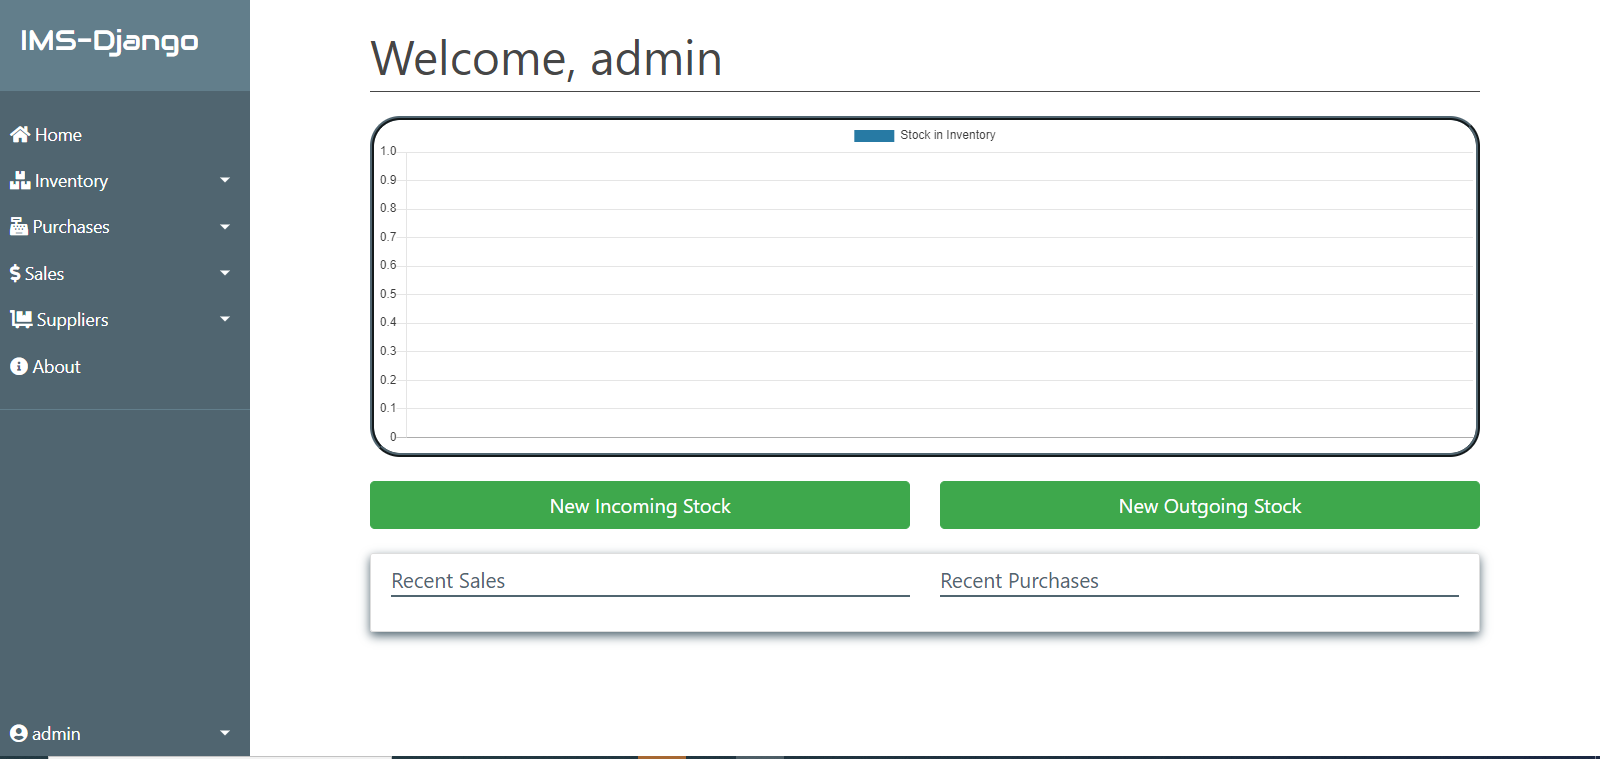 IMS-Django
Home
Inventory
Purchases
Sales
Suppliers
About
admin
Welcome, admin
Stock in Inventory
1.0
0.9
0.8
0.7
0.6
0.5
0.4
0.3
0.2
0.1
0
New Incoming Stock
New Outgoing Stock
Recent Sales
Recent Purchases